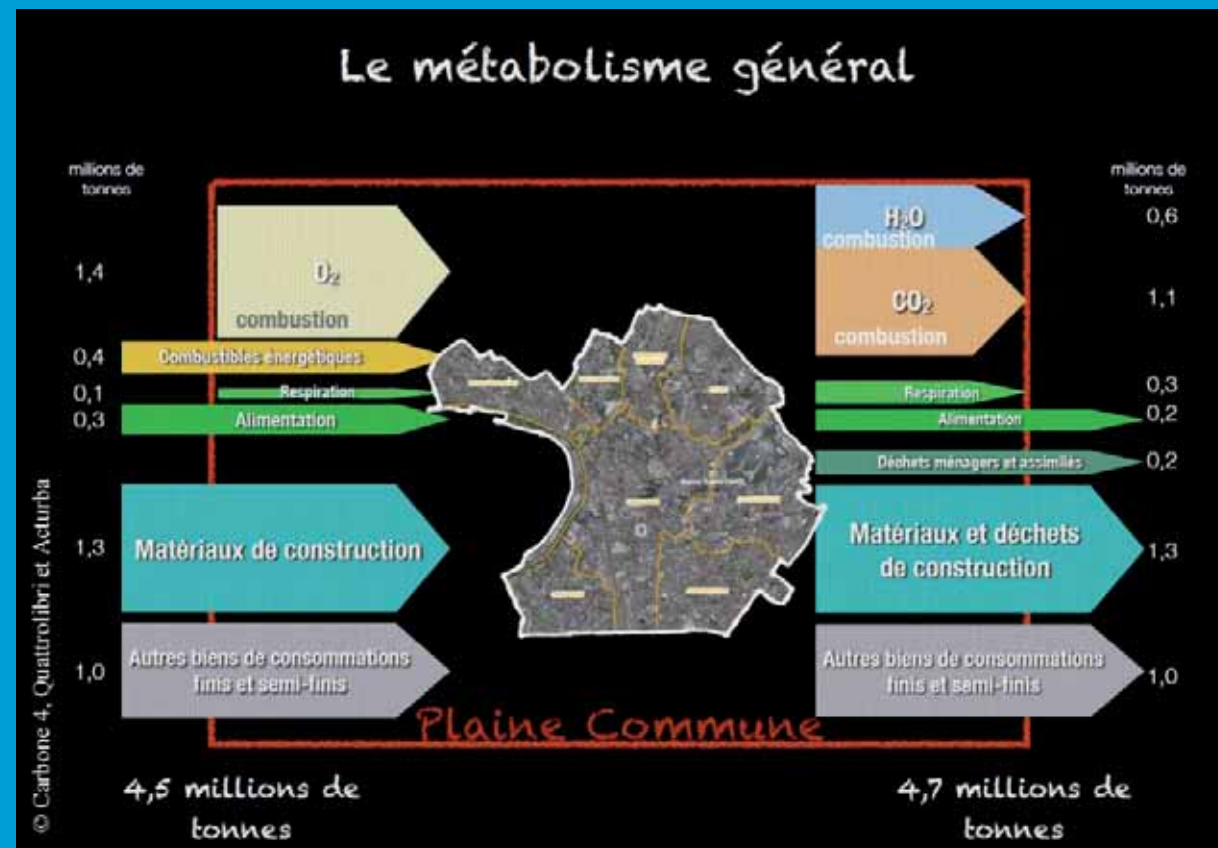 Le métabolisme général
millions de
tonnes
1,4
0,4
0,1
0,3
1,3
1,0
O₂
combustion
Combustibles énergétiques
Respiration
Alimentation
Matériaux de construction
Autres biens de consommations
finis et semi-finis
4,5 millions de
tonnes
Plaine Commune
H₂O
combustion
CO₂
combustion
Respiration
Alimentation
Déchets ménagers et assimilés
Matériaux et déchets
de construction
Autres biens de consommations
finis et semi-finis
millions de
tonnes
0,6
1,1
0,3
0,2
0,2
1,3
1,0
4,7 millions de
tonnes
© Carbone 4, Quattrolibri et Acturba